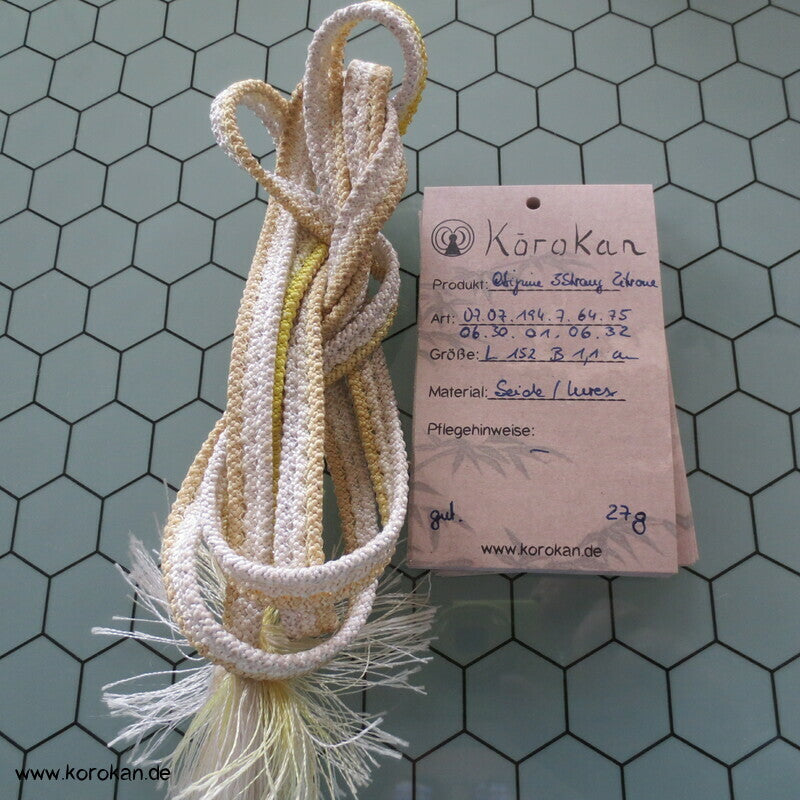 KōroKan
Produkt: Obijime 3Strang Zitrone
Art: 07.07.194.7.64.75
06.30.01.06.32
Größe: L 152 B 1,1 cm
Material: Seide / Lurex
Pflegehinweise:
–
gut. 27g
www.korokan.de
www.korokan.de